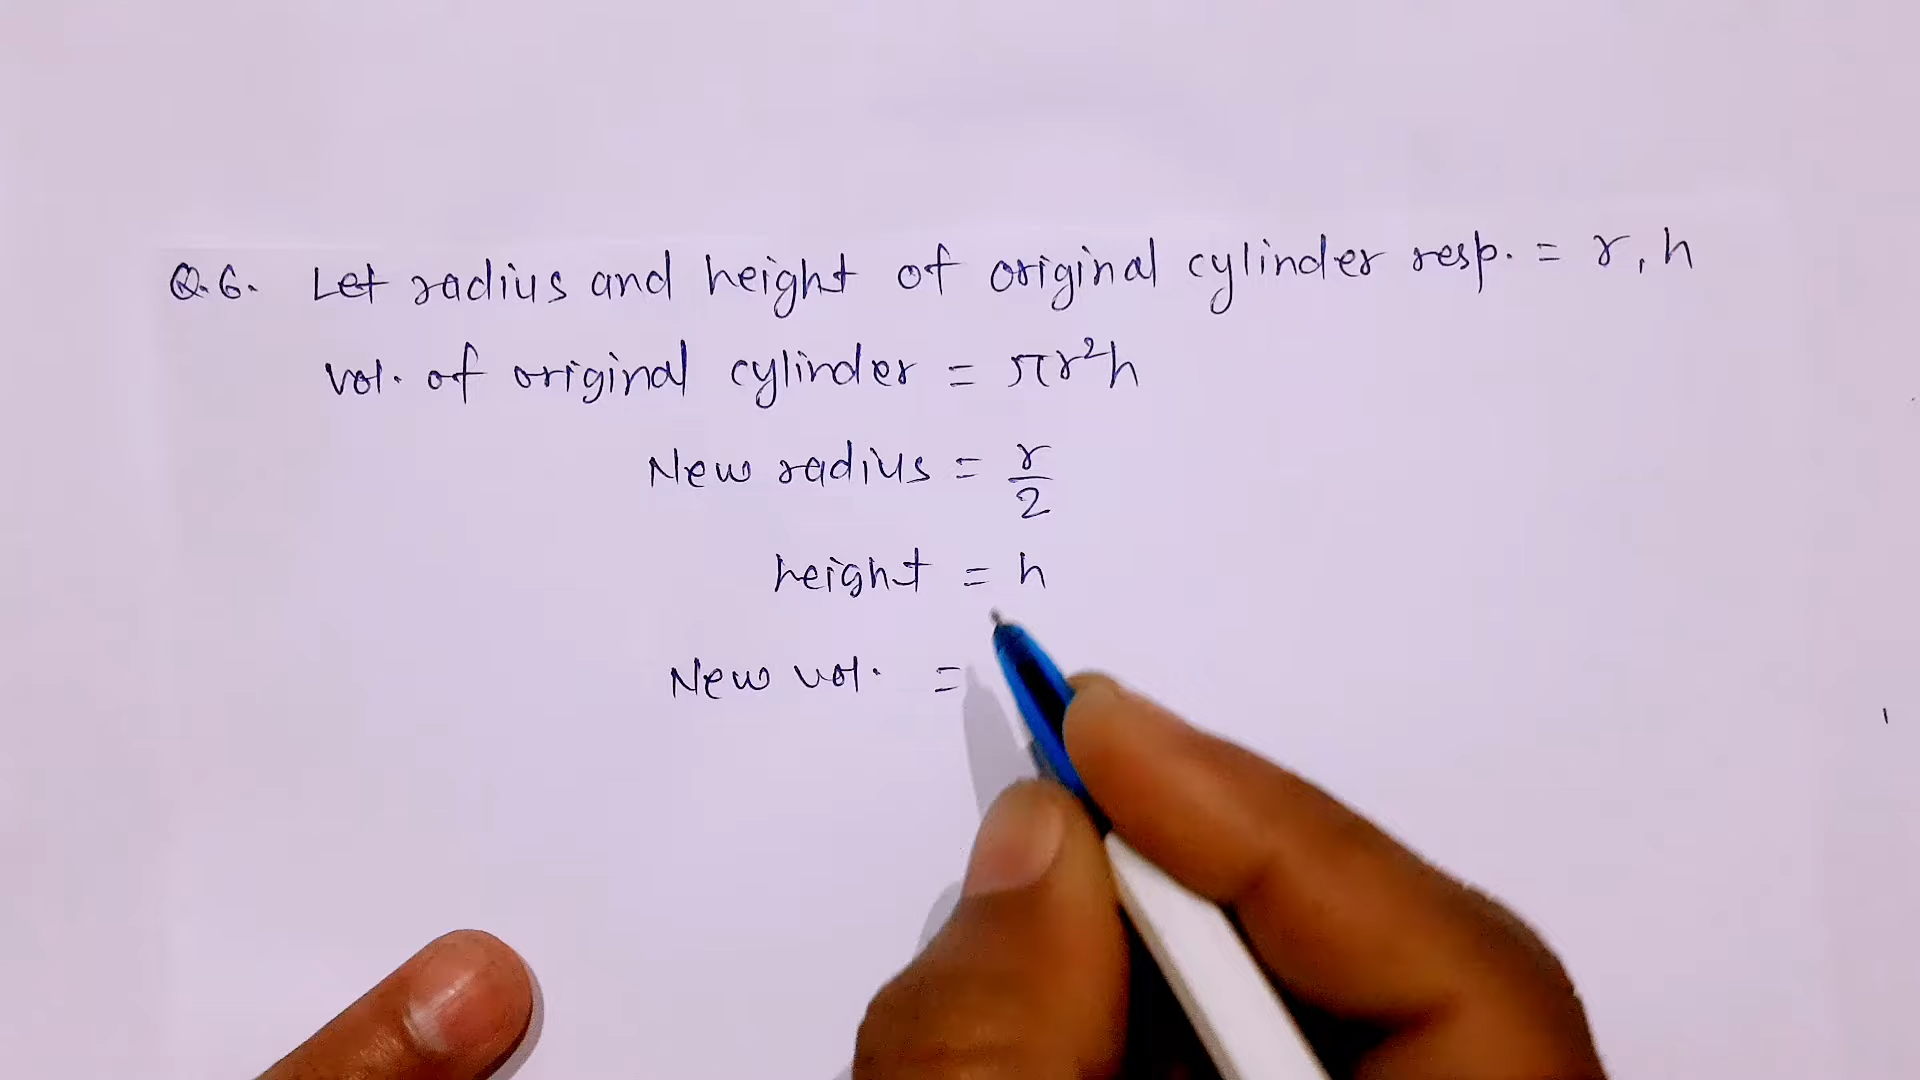 Q.6. Let radius and height of original cylinder resp. = r, h
vol. of original cylinder = πr²h
New radius = r/2
height = h
New vol. =